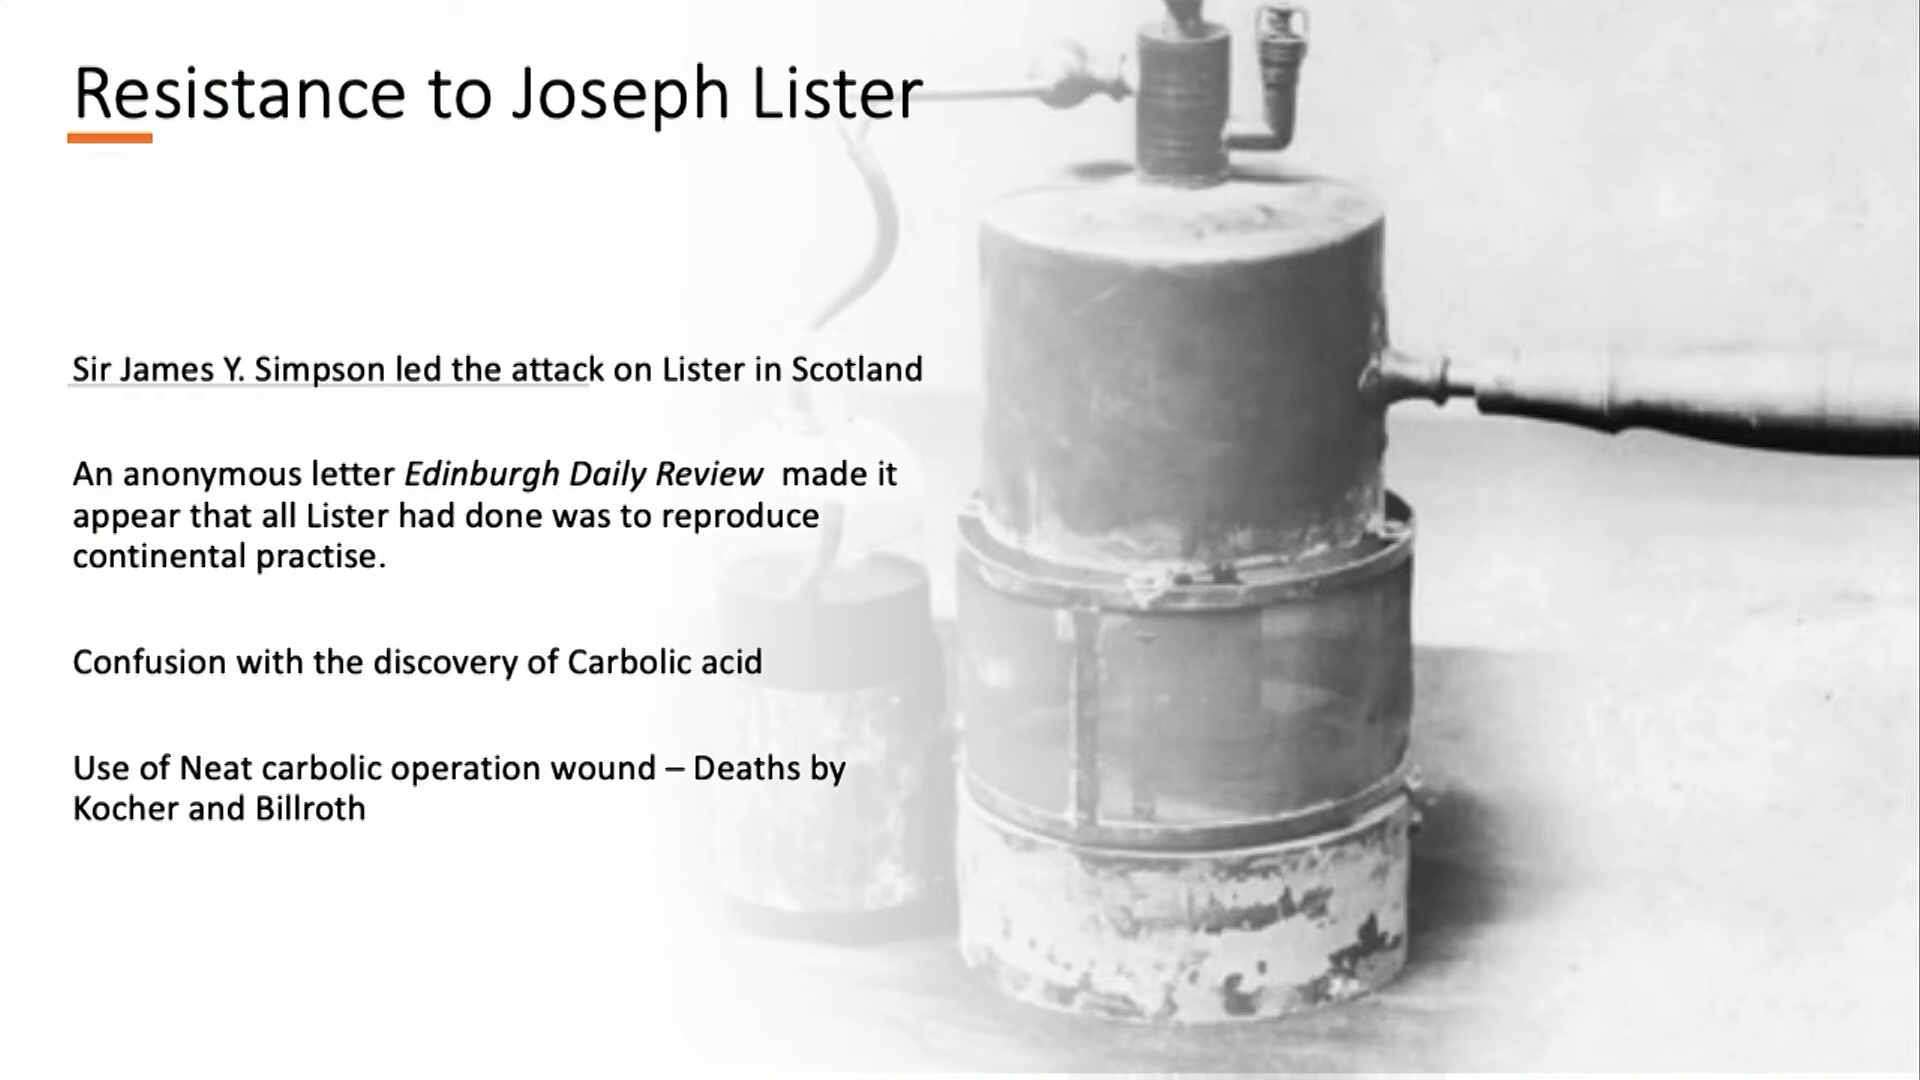 Resistance to Joseph Lister
Sir James Y. Simpson led the attack on Lister in Scotland
An anonymous letter Edinburgh Daily Review made it
appear that all Lister had done was to reproduce
continental practise.
Confusion with the discovery of Carbolic acid
Use of Neat carbolic operation wound – Deaths by
Kocher and Billroth